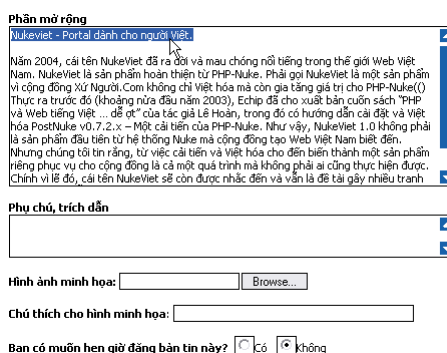 Phần mở rộng
Nukeviet - Portal dành cho người Việt.
Năm 2004, cái tên NukeViet đã ra đời và mau chóng nổi tiếng trong thế giới Web Việt
Nam. NukeViet là sản phẩm hoàn thiện từ PHP-Nuke. Phải gọi NukeViet là một sản phẩm
vì cộng đồng Xứ Người.Com không chỉ Việt hóa mà còn gia tăng giá trị cho PHP-Nuke(()
Thực ra trước đó (khoảng nửa đầu năm 2003), Echip đã cho xuất bản cuốn sách "PHP
và Web tiếng Việt ... dễ ợt" của tác giả Lê Hoàn, trong đó có hướng dẫn cài đặt và Việt
hóa PostNuke v0.7.2.x – Một cải tiến của PHP-Nuke. Như vậy, NukeViet 1.0 không phải
là sản phẩm đầu tiên từ hệ thống Nuke mà cộng đồng tạo Web Việt Nam biết đến.
Nhưng chúng tôi tin rằng, từ việc cải tiến và Việt hóa cho đến biến thành một sản phẩm
riêng phục vụ cho cộng đồng là cả một quá trình mà không phải ai cũng thực hiện được.
Chính vì lẽ đó, cái tên NukeViet sẽ còn được nhắc đến và vẫn là đề tài gây nhiều tranh
Phụ chú, trích dẫn
Hình ảnh minh họa: Browse...
Chú thích cho hình minh họa:
Bạn có muốn hẹn giờ đăng bản tin này? Có Không